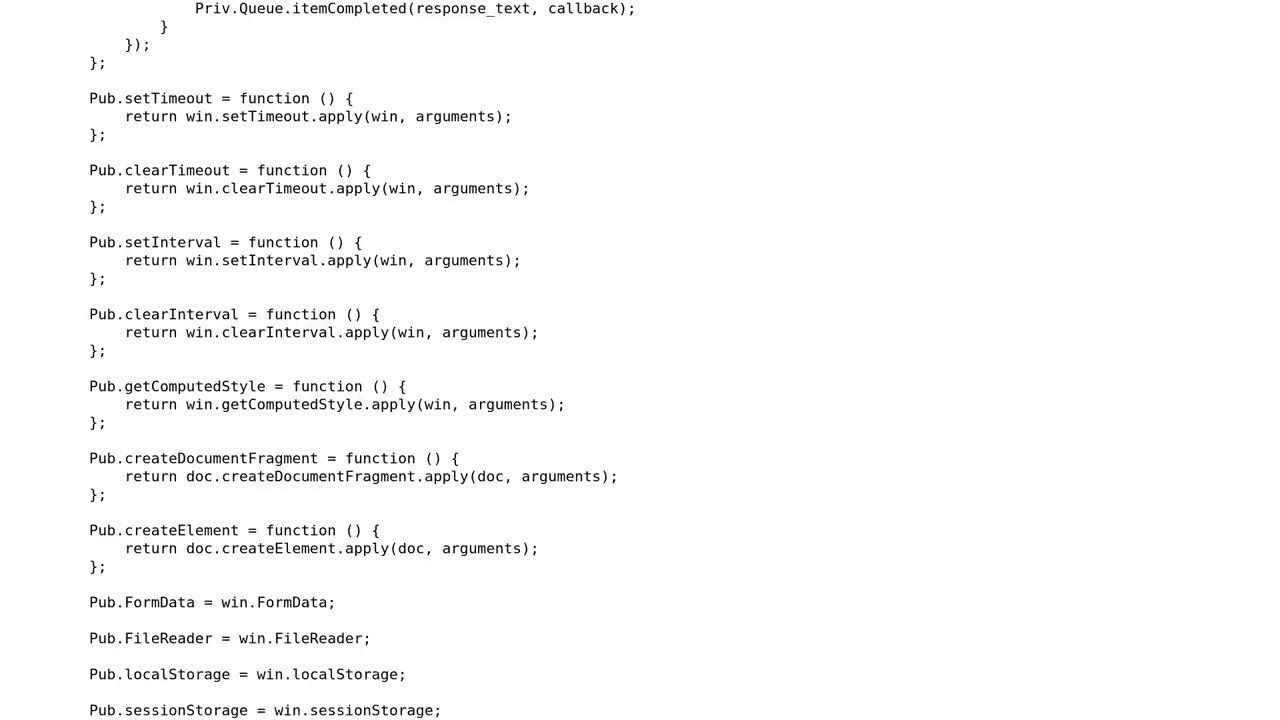 Priv.Queue.itemCompleted(response_text, callback);
}
});
};
Pub.setTimeout = function () {
return win.setTimeout.apply(win, arguments);
};
Pub.clearTimeout = function () {
return win.clearTimeout.apply(win, arguments);
};
Pub.setInterval = function () {
return win.setInterval.apply(win, arguments);
};
Pub.clearInterval = function () {
return win.clearInterval.apply(win, arguments);
};
Pub.getComputedStyle = function () {
return win.getComputedStyle.apply(win, arguments);
};
Pub.createDocumentFragment = function () {
return doc.createDocumentFragment.apply(doc, arguments);
};
Pub.createElement = function () {
return doc.createElement.apply(doc, arguments);
};
Pub.FormData = win.FormData;
Pub.FileReader = win.FileReader;
Pub.localStorage = win.localStorage;
Pub.sessionStorage = win.sessionStorage;